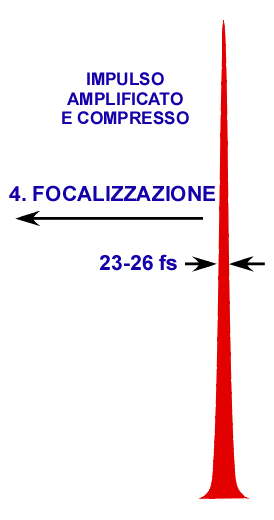 IMPULSO
AMPLIFICATO
E COMPRESSO
4. FOCALIZZAZIONE
23-26 fs